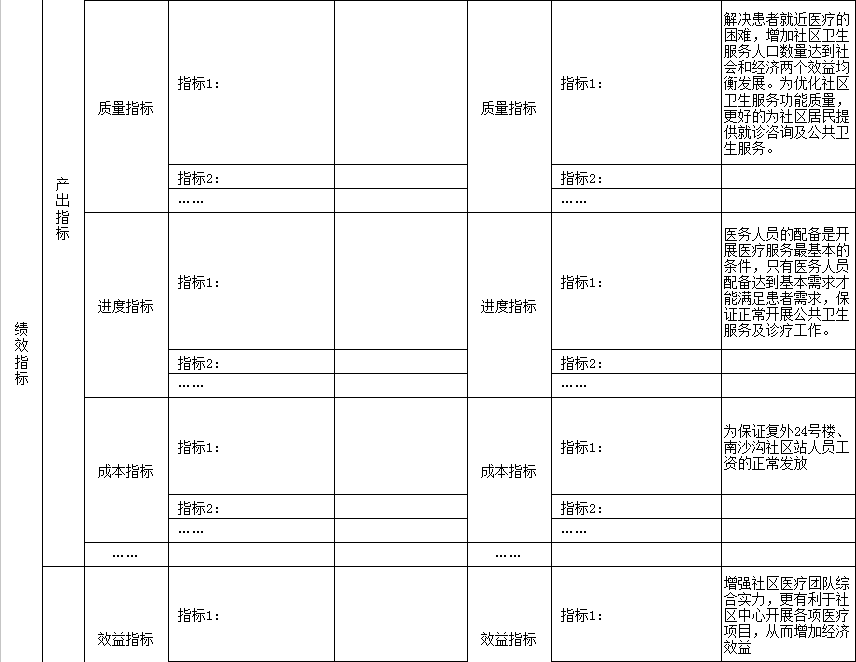 绩
效
指
标
产
出
指
标
质量指标
指标1：
质量指标
指标1：
解决患者就近医疗的
困难，增加社区卫生
服务人口数量达到社
会和经济两个效益均
衡发展。为优化社区
卫生服务功能质量，
更好的为社区居民提
供就诊咨询及公共卫
生服务。
指标2：
指标2：
……
……
进度指标
指标1：
进度指标
指标1：
医务人员的配备是开
展医疗服务最基本的
条件，只有医务人员
配备达到基本需求才
能满足患者需求，保
证正常开展公共卫生
服务及诊疗工作。
指标2：
指标2：
……
……
成本指标
指标1：
成本指标
指标1：
为保证复外24号楼、
南沙沟社区站人员工
资的正常发放
指标2：
指标2：
……
……
……
……
效益指标
指标1：
效益指标
指标1：
增强社区医疗团队综
合实力，更有利于社
区中心开展各项医疗
项目，从而增加经济
效益